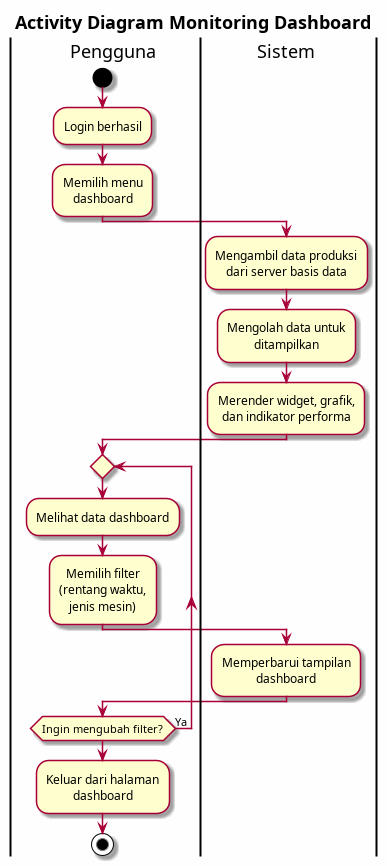 Activity Diagram Monitoring Dashboard
Pengguna
Sistem
Login berhasil
Memilih menu
dashboard
Mengambil data produksi
dari server basis data
Mengolah data untuk
ditampilkan
Merender widget, grafik,
dan indikator performa
Melihat data dashboard
Memilih filter
(rentang waktu,
jenis mesin)
Memperbarui tampilan
dashboard
Ingin mengubah filter?
Ya
Keluar dari halaman
dashboard